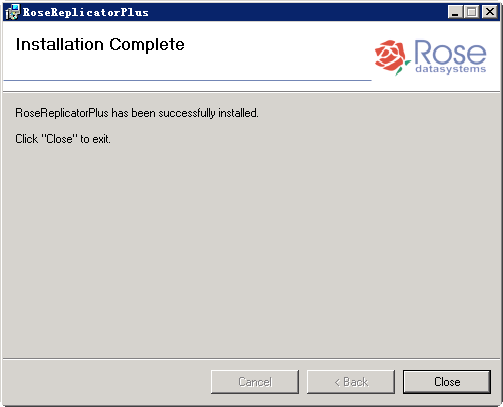 RoseReplicatorPlus
Installation Complete
Rose
datasystems
RoseReplicatorPlus has been successfully installed.
Click "Close" to exit.
Cancel
< Back
Close